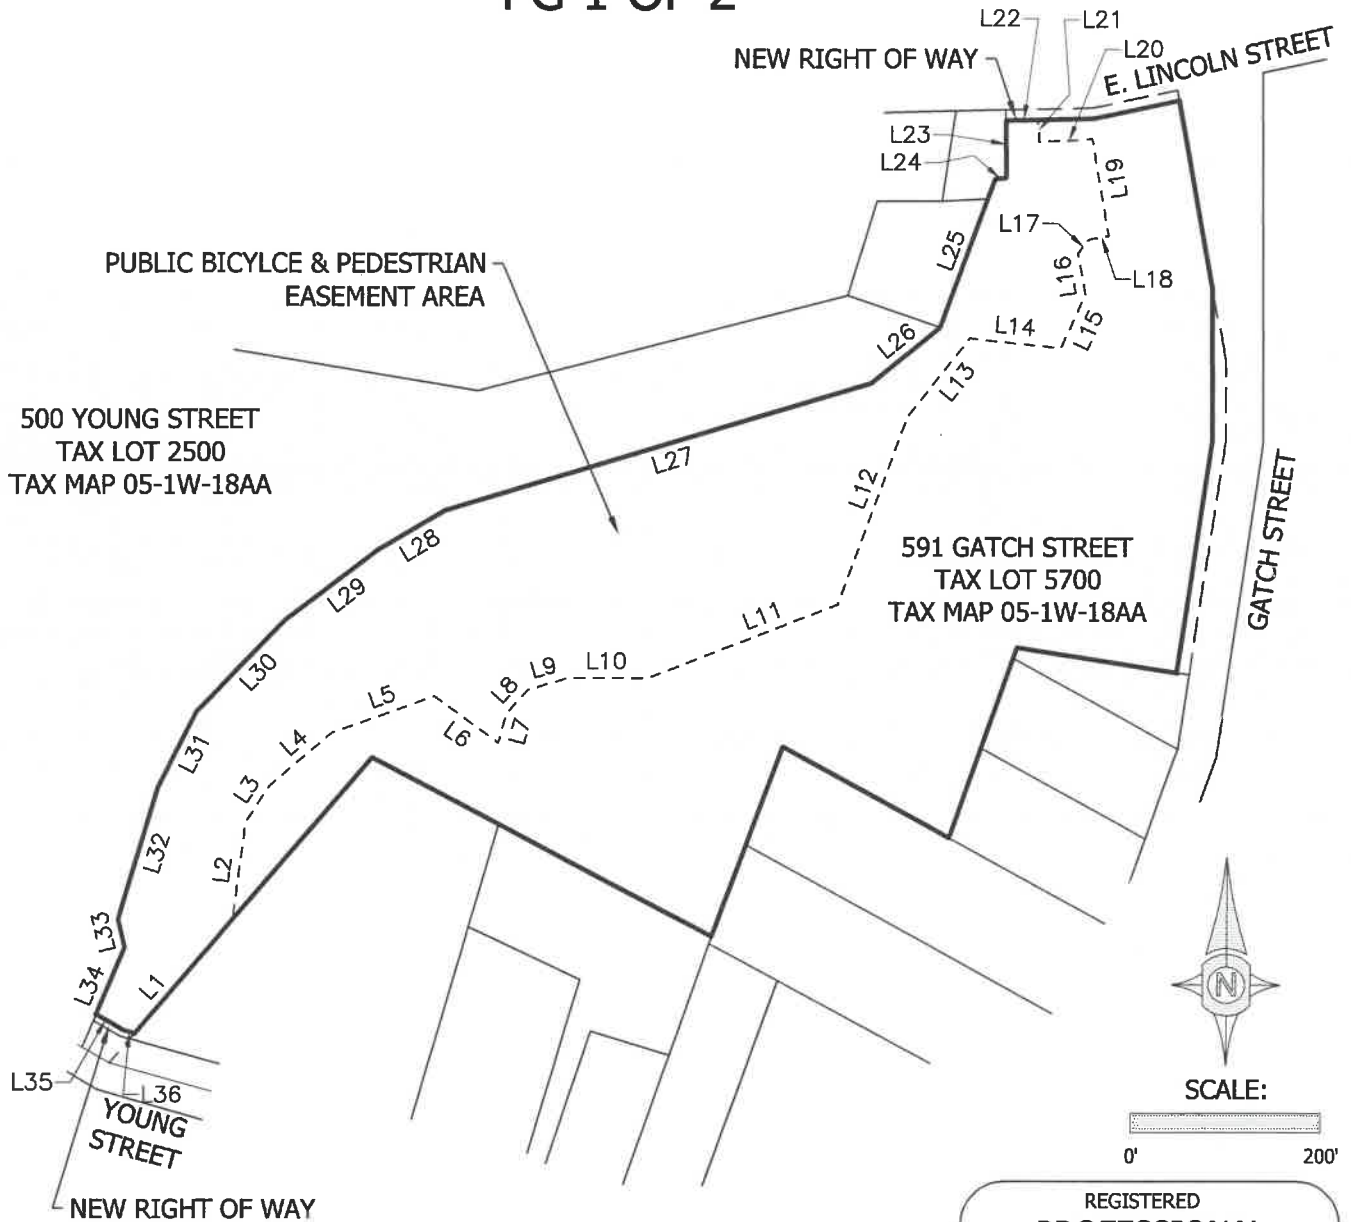 PG 1 OF 2
L22
L21
L20
NEW RIGHT OF WAY
E. LINCOLN STREET
L23
L24
L19
L17
L25
L16
L18
PUBLIC BICYLCE & PEDESTRIAN
EASEMENT AREA
L26
L14
L15
L13
500 YOUNG STREET
TAX LOT 2500
TAX MAP 05-1W-18AA
L27
L12
GATCH STREET
L28
591 GATCH STREET
TAX LOT 5700
TAX MAP 05-1W-18AA
L29
L11
L30
L10
L9
L8
L5
L7
L6
L4
L31
L3
L32
L2
L33
L34
L1
N
L35
L36
YOUNG
STREET
SCALE:
0' 200'
NEW RIGHT OF WAY
REGISTERED
PROFESSIONAL